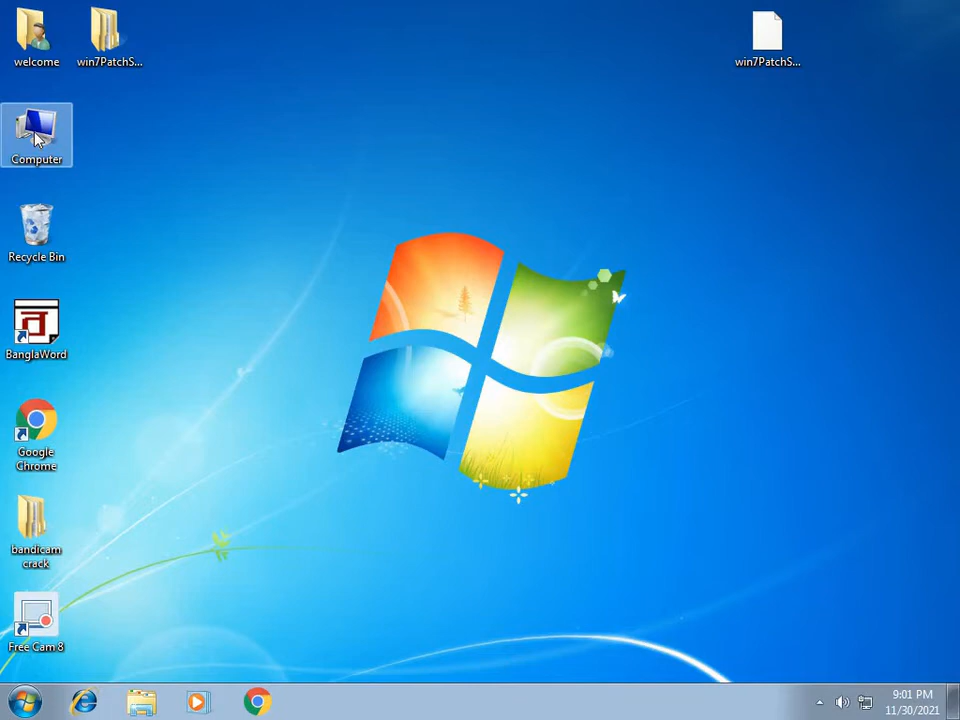 welcome
win7PatchS...
win7PatchS...
Computer
Recycle Bin
BanglaWord
Google
Chrome
bandicam
crack
Free Cam 8
9:01 PM
11/30/2021